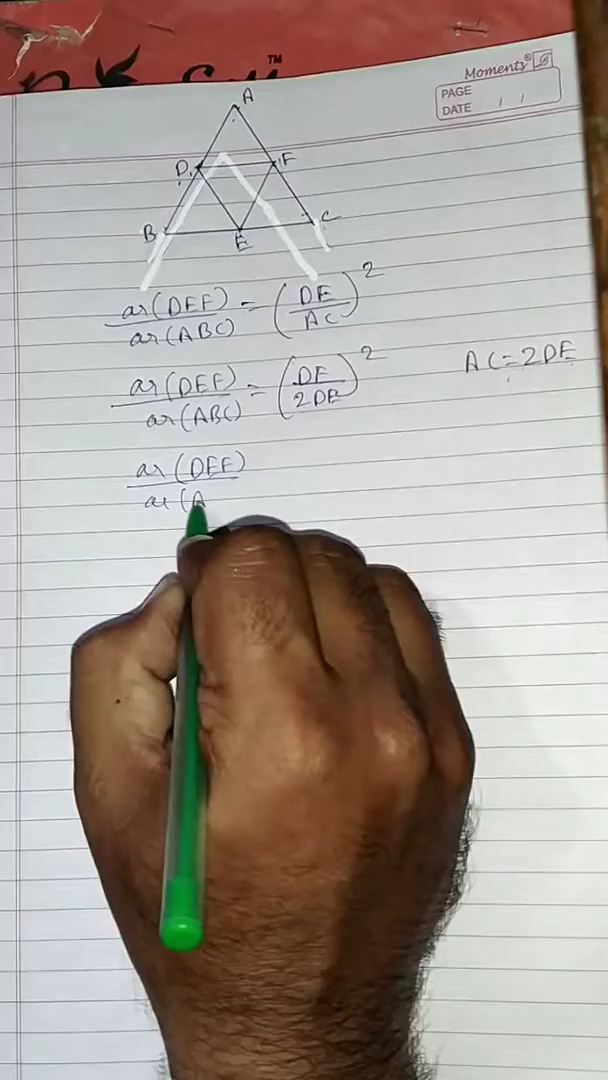 TM
Moments®
PAGE
DATE / /
A
D F
B E C
ar(DEF) / ar(ABC) = (DE / AC)²
AC = 2DE
ar(DEF) / ar(ABC) = (DE / 2DE)²
ar(DEF)
ar(A